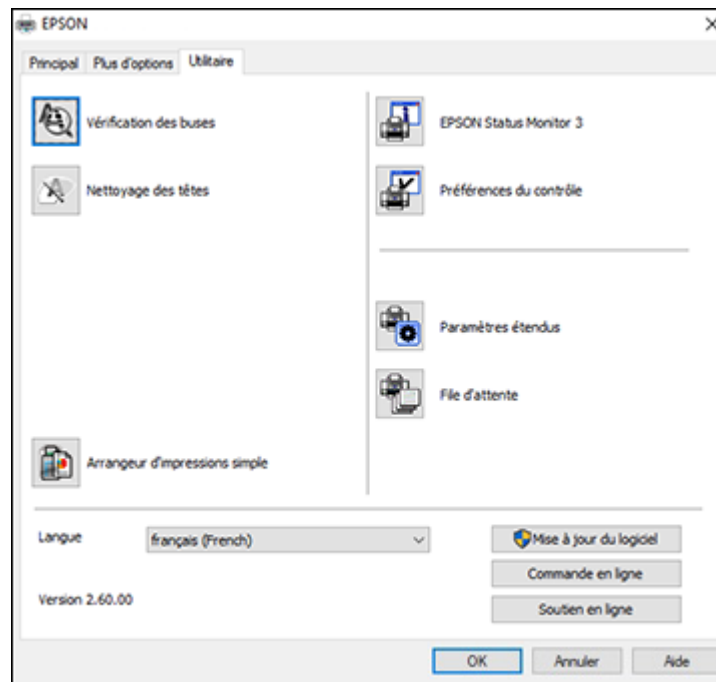 EPSON
Principal Plus d'options Utilitaire
Vérification des buses
Nettoyage des têtes
Arrangeur d'impressions simple
EPSON Status Monitor 3
Préférences du contrôle
Paramètres étendus
File d'attente
Langue français (French)
Version 2.60.00
Mise à jour du logiciel
Commande en ligne
Soutien en ligne
OK Annuler Aide